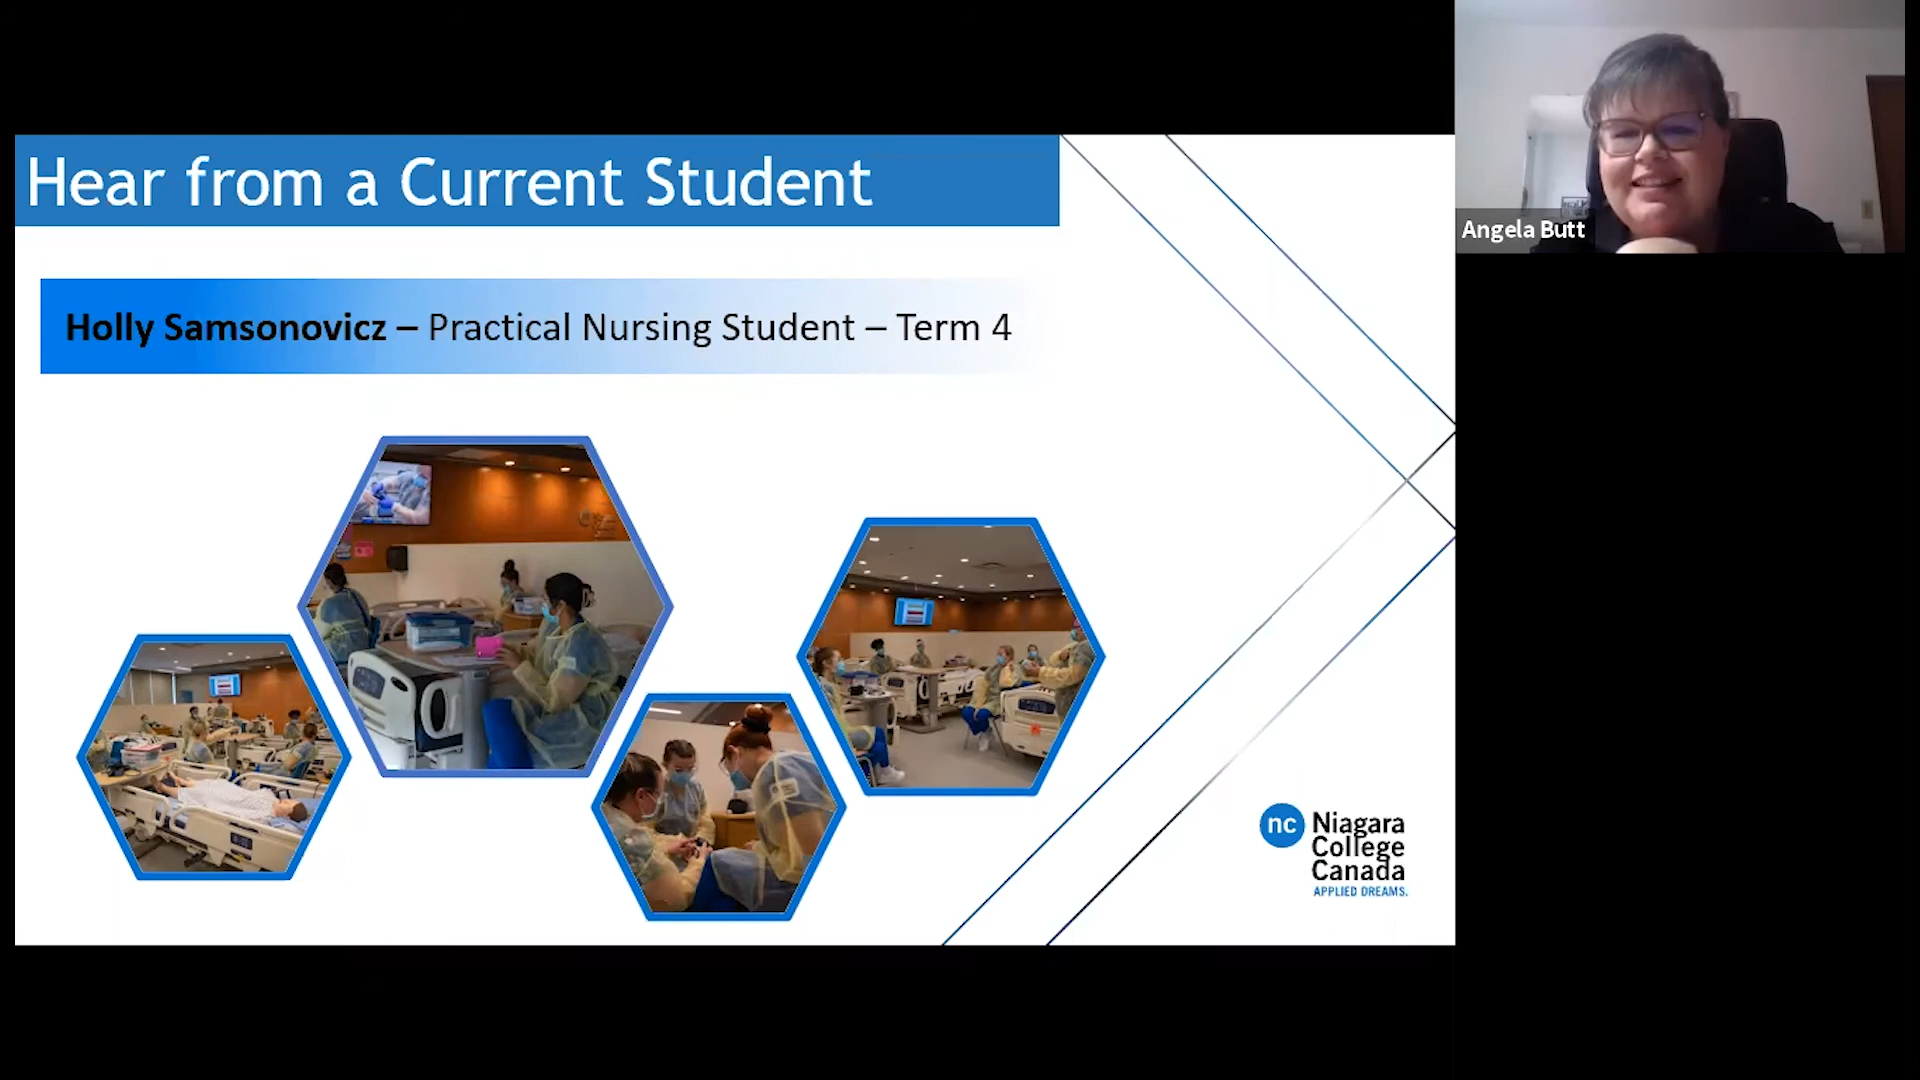 Hear from a Current Student
Holly Samsonovicz – Practical Nursing Student – Term 4
nc
Niagara
College
Canada
APPLIED DREAMS.
Angela Butt